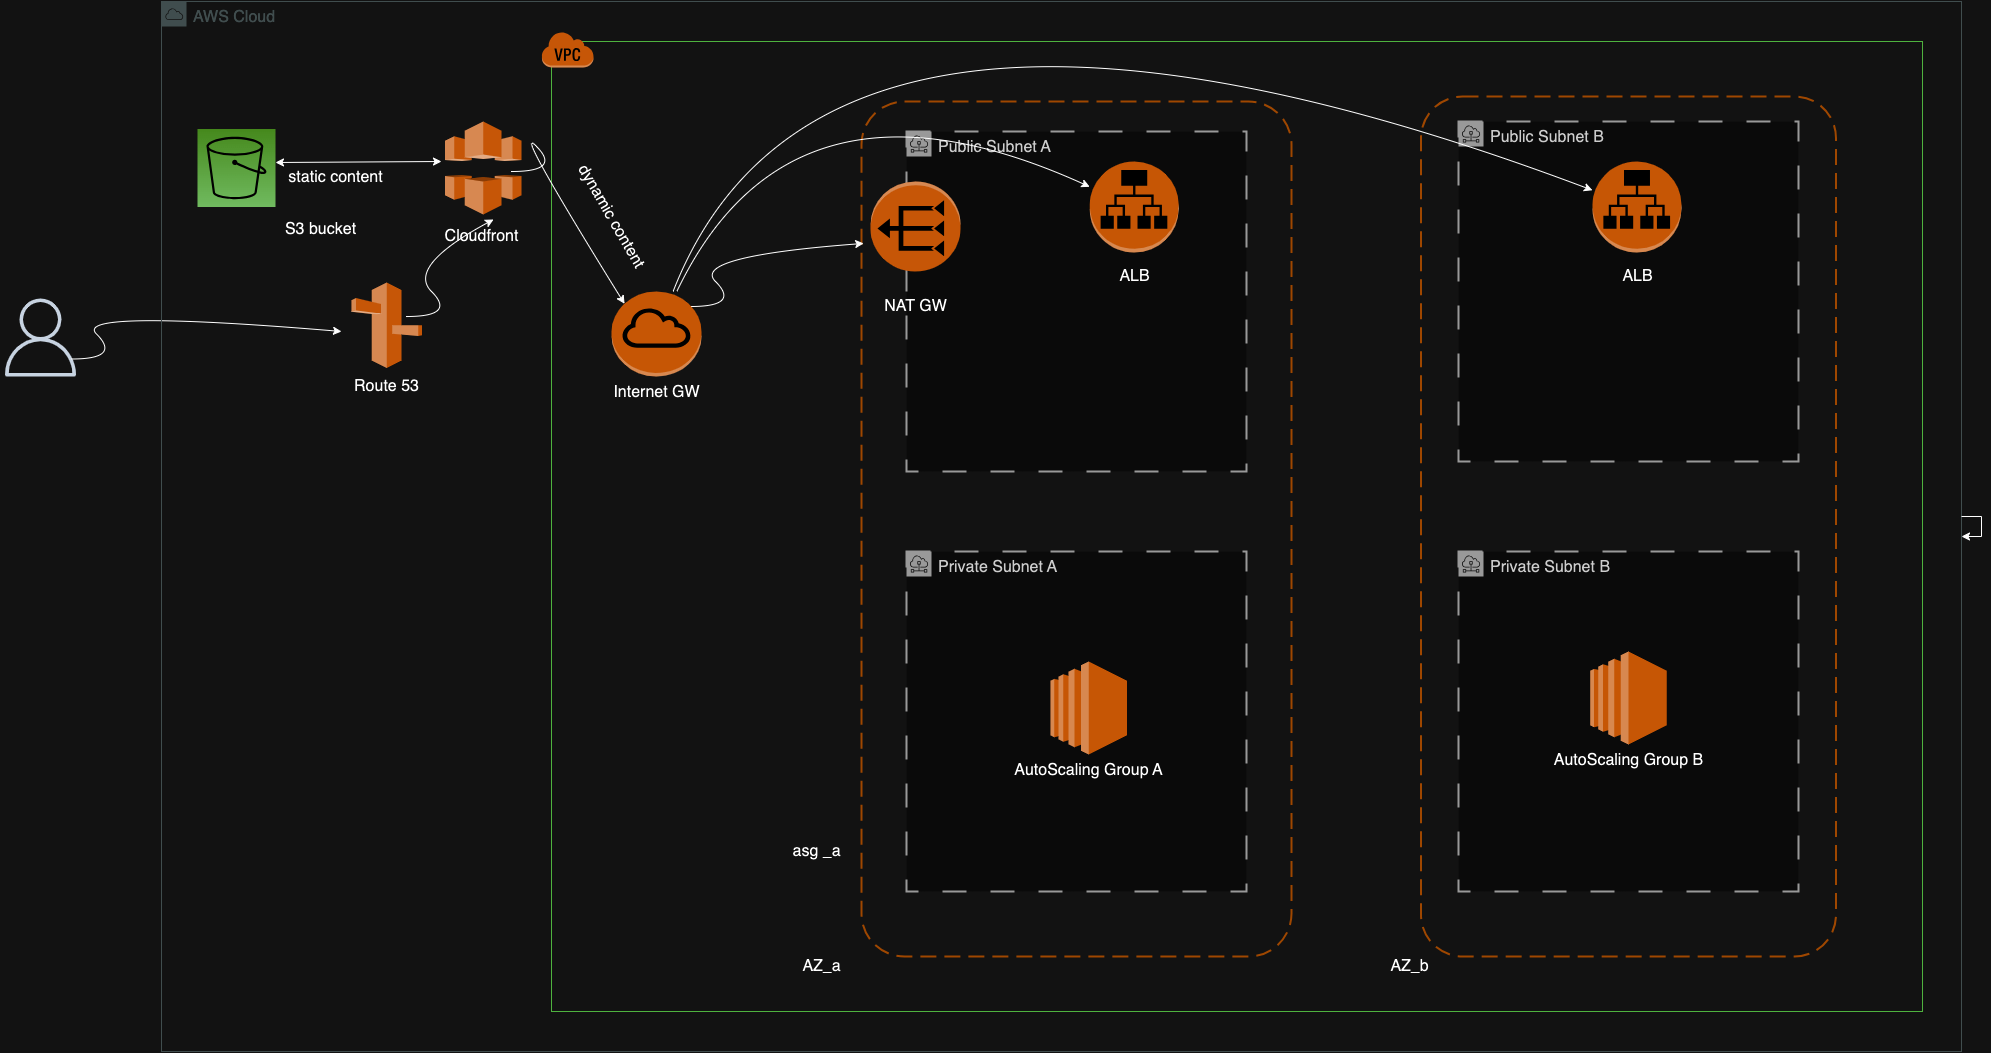 AWS Cloud
VPC
static content
S3 bucket
Cloudfront
dynamic content
Route 53
Internet GW
Public Subnet A
NAT GW
ALB
Public Subnet B
ALB
Private Subnet A
AutoScaling Group A
Private Subnet B
AutoScaling Group B
asg _a
AZ_a
AZ_b